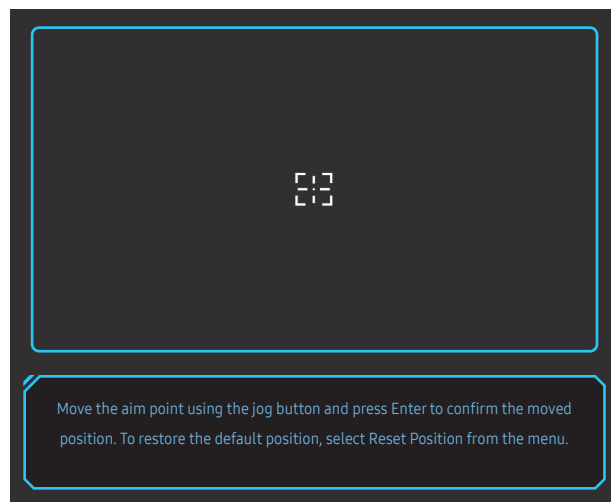 Move the aim point using the jog button and press Enter to confirm the moved
position. To restore the default position, select Reset Position from the menu.